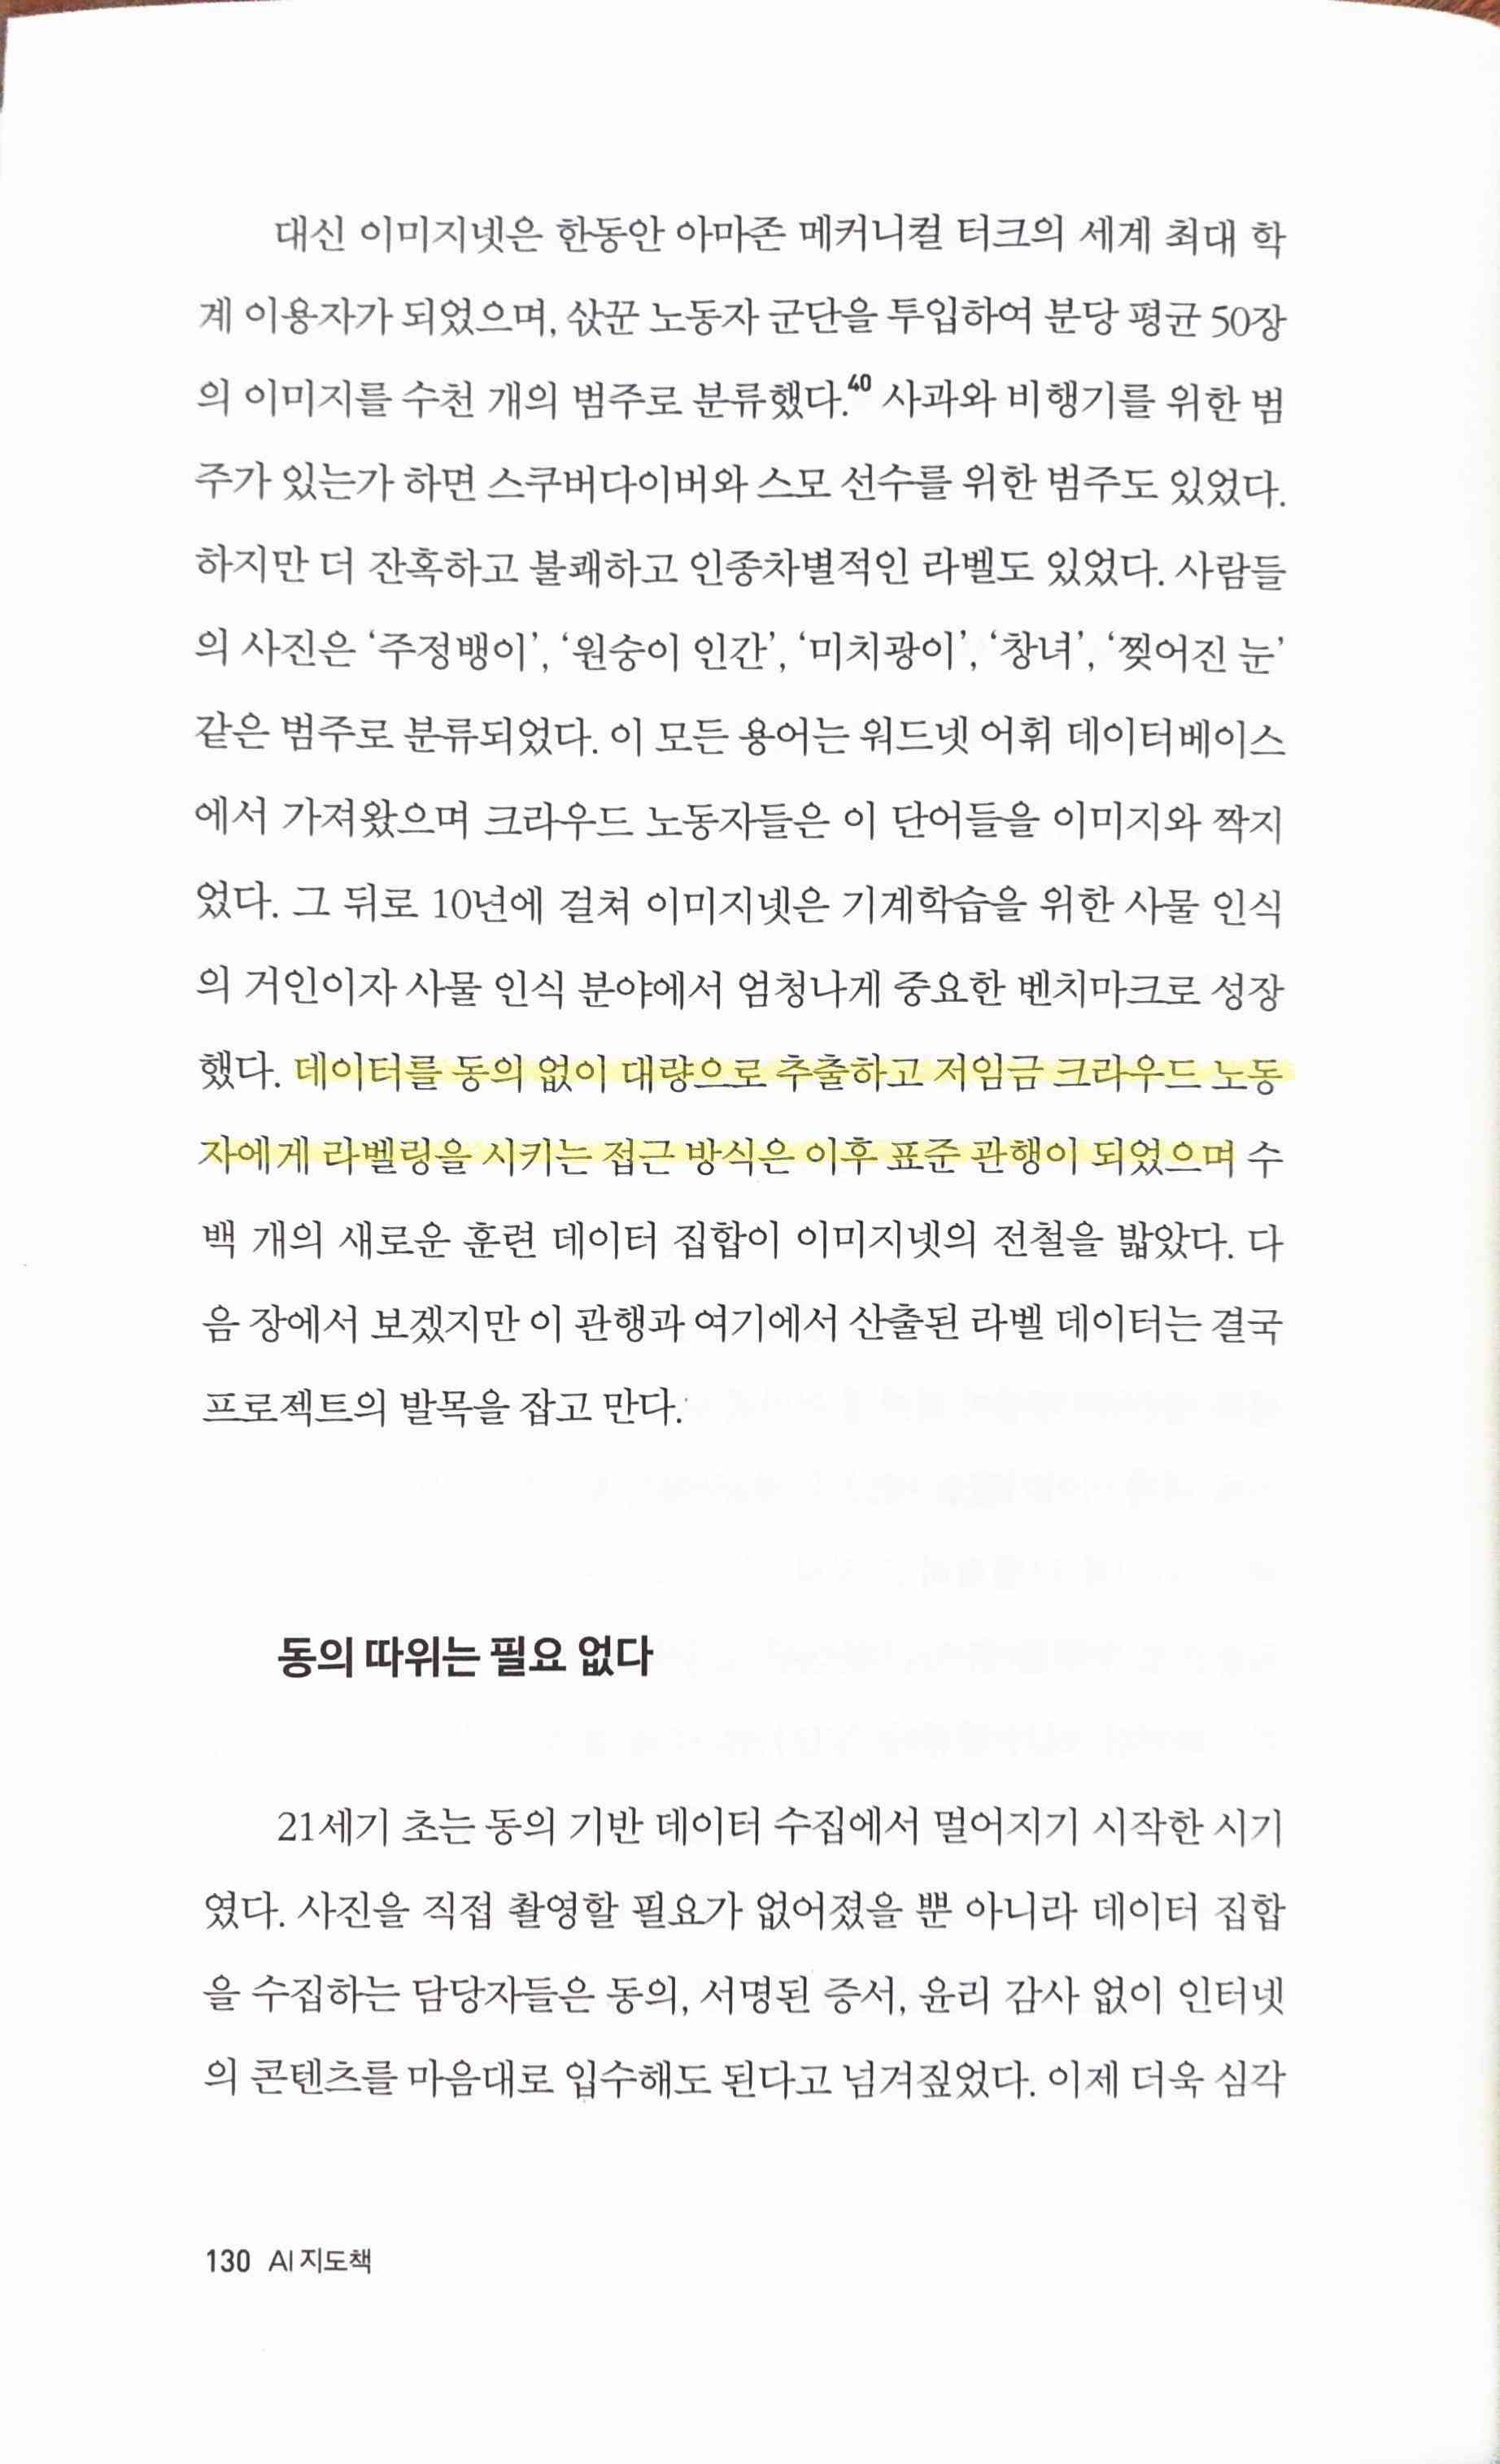 대신 이미지넷은 한동안 아마존 메커니컬 터크의 세계 최대 학
계 이용자가 되었으며, 삯꾼 노동자 군단을 투입하여 분당 평균 50장
의 이미지를 수천 개의 범주로 분류했다.40 사과와 비행기를 위한 범
주가 있는가 하면 스쿠버다이버와 스모 선수를 위한 범주도 있었다.
하지만 더 잔혹하고 불쾌하고 인종차별적인 라벨도 있었다. 사람들
의 사진은 ‘주정뱅이’, ‘원숭이 인간’, ‘미치광이’, ‘창녀’, ‘찢어진 눈’
같은 범주로 분류되었다. 이 모든 용어는 워드넷 어휘 데이터베이스
에서 가져왔으며 크라우드 노동자들은 이 단어들을 이미지와 짝지
었다. 그 뒤로 10년에 걸쳐 이미지넷은 기계학습을 위한 사물 인식
의 거인이자 사물 인식 분야에서 엄청나게 중요한 벤치마크로 성장
했다. 데이터를 동의 없이 대량으로 추출하고 저임금 크라우드 노동
자에게 라벨링을 시키는 접근 방식은 이후 표준 관행이 되었으며 수
백 개의 새로운 훈련 데이터 집합이 이미지넷의 전철을 밟았다. 다
음 장에서 보겠지만 이 관행과 여기에서 산출된 라벨 데이터는 결국
프로젝트의 발목을 잡고 만다.
동의 따위는 필요 없다
21세기 초는 동의 기반 데이터 수집에서 멀어지기 시작한 시기
였다. 사진을 직접 촬영할 필요가 없어졌을 뿐 아니라 데이터 집합
을 수집하는 담당자들은 동의, 서명된 증서, 윤리 감사 없이 인터넷
의 콘텐츠를 마음대로 입수해도 된다고 넘겨짚었다. 이제 더욱 심각
130 AI 지도책